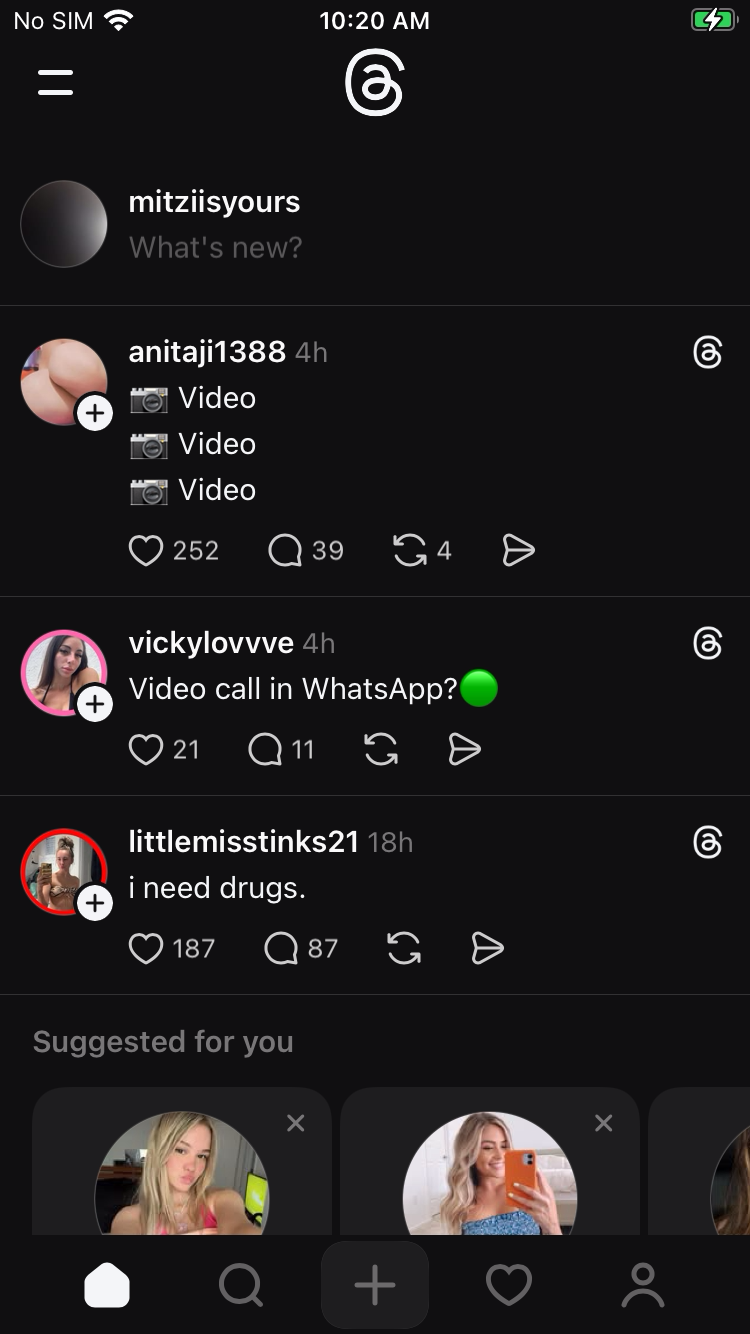 No SIM 10:20 AM
mitziisyours
What's new?
anitaji1388 4h
📷 Video
📷 Video
📷 Video
252 39 4
vickylovvve 4h
Video call in WhatsApp?🟢
21 11
littlemisstinks21 18h
i need drugs.
187 87
Suggested for you